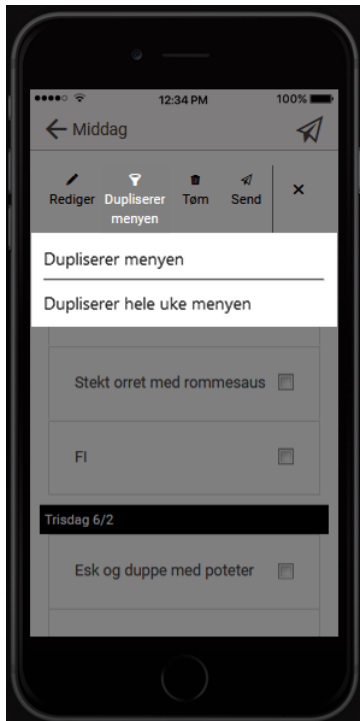 12:34 PM 100%
Middag
Rediger Dupliserer menyen Tøm Send
Dupliserer menyen
Dupliserer hele uke menyen
Stekt orret med rommesaus
FI
Trisdag 6/2
Esk og duppe med poteter